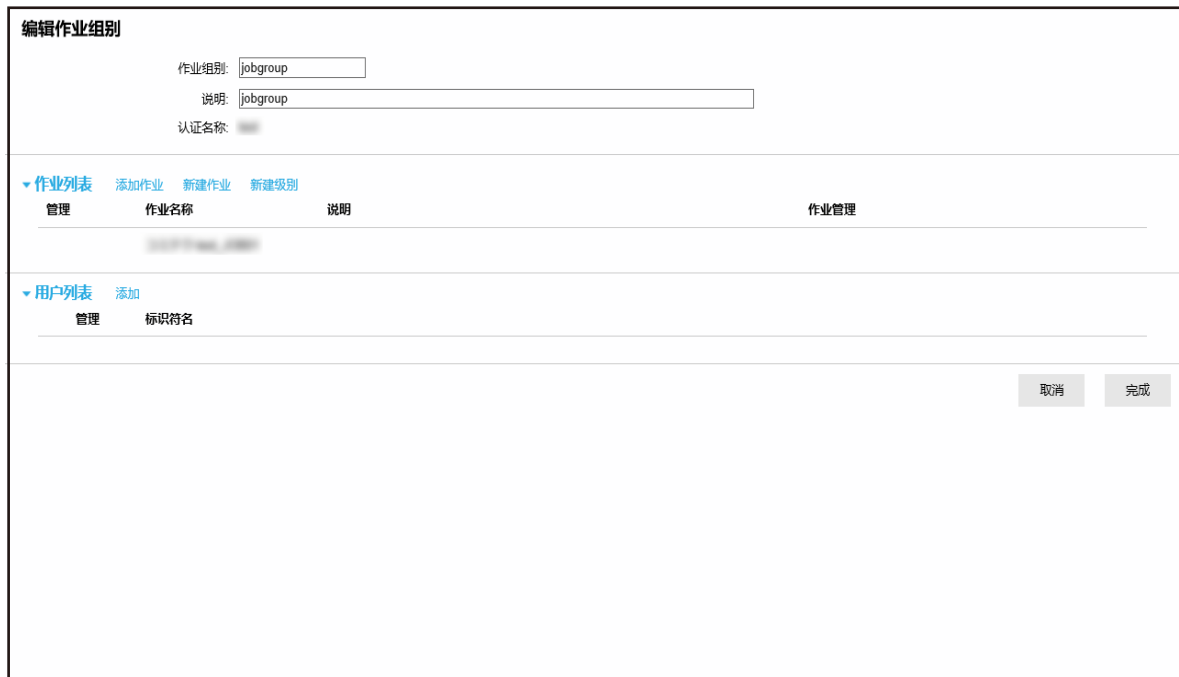 编辑作业组别
作业组别: jobgroup
说明: jobgroup
认证名称:
作业列表 添加作业 新建作业 新建级别
管理 作业名称 说明 作业管理
用户列表 添加
管理 标识符名
取消 完成